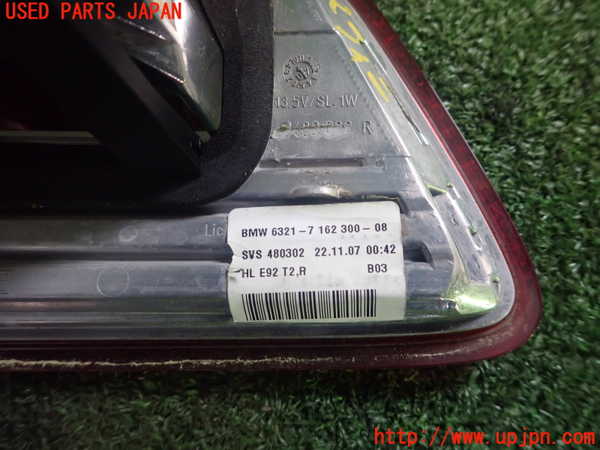 USED PARTS JAPAN
13.5V/SL.1W
R
BMW 6321-7 162 300-08
SVS 480302 22.11.07 00:42
HL E92 T2,R B03
http://www.upjpn.com/